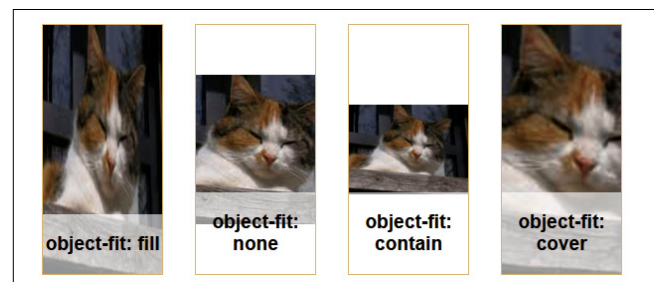 object-fit: fill
object-fit:
none
object-fit:
contain
object-fit:
cover